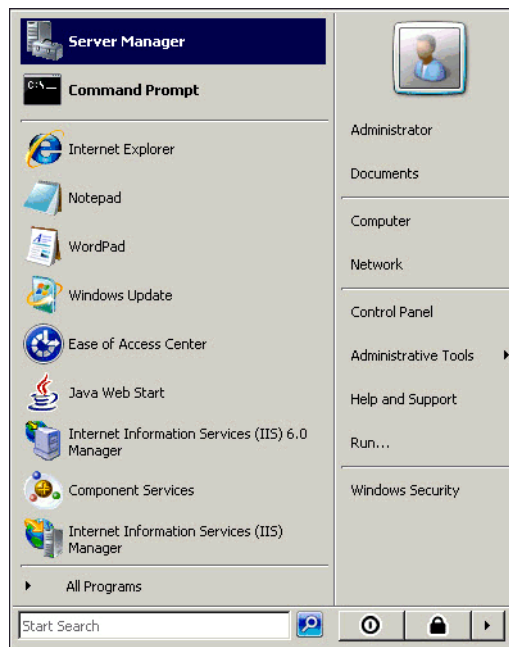 Server Manager
Command Prompt
Internet Explorer
Notepad
WordPad
Windows Update
Ease of Access Center
Java Web Start
Internet Information Services (IIS) 6.0
Manager
Component Services
Internet Information Services (IIS)
Manager
All Programs
Start Search
Administrator
Documents
Computer
Network
Control Panel
Administrative Tools
Help and Support
Run...
Windows Security